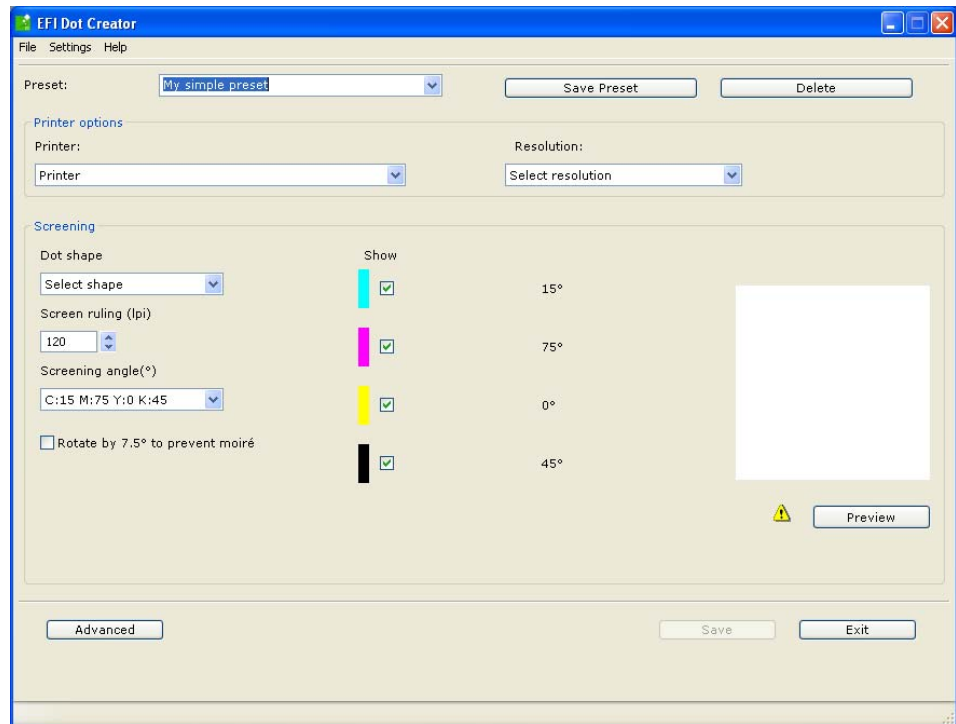 EFI Dot Creator
File Settings Help
Preset: My simple preset Save Preset Delete
Printer options
Printer: Resolution:
Printer Select resolution
Screening
Dot shape Show
Select shape 15°
Screen ruling (lpi)
120 75°
Screening angle(°)
C:15 M:75 Y:0 K:45 0°
Rotate by 7.5° to prevent moiré
45°
Preview
Advanced Save Exit